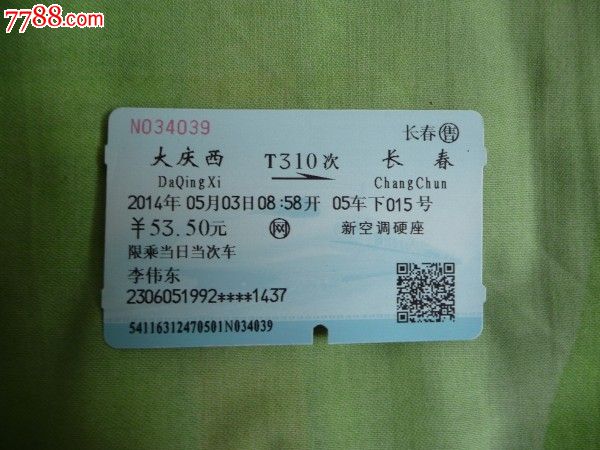 7788.com
N034039
长春 售
大庆西 T310次 长春
DaQingXi ChangChun
2014年05月03日08:58开 05车下015号
￥53.50元 网 新空调硬座
限乘当日当次车
李伟东
2306051992****1437
54116312470501N034039